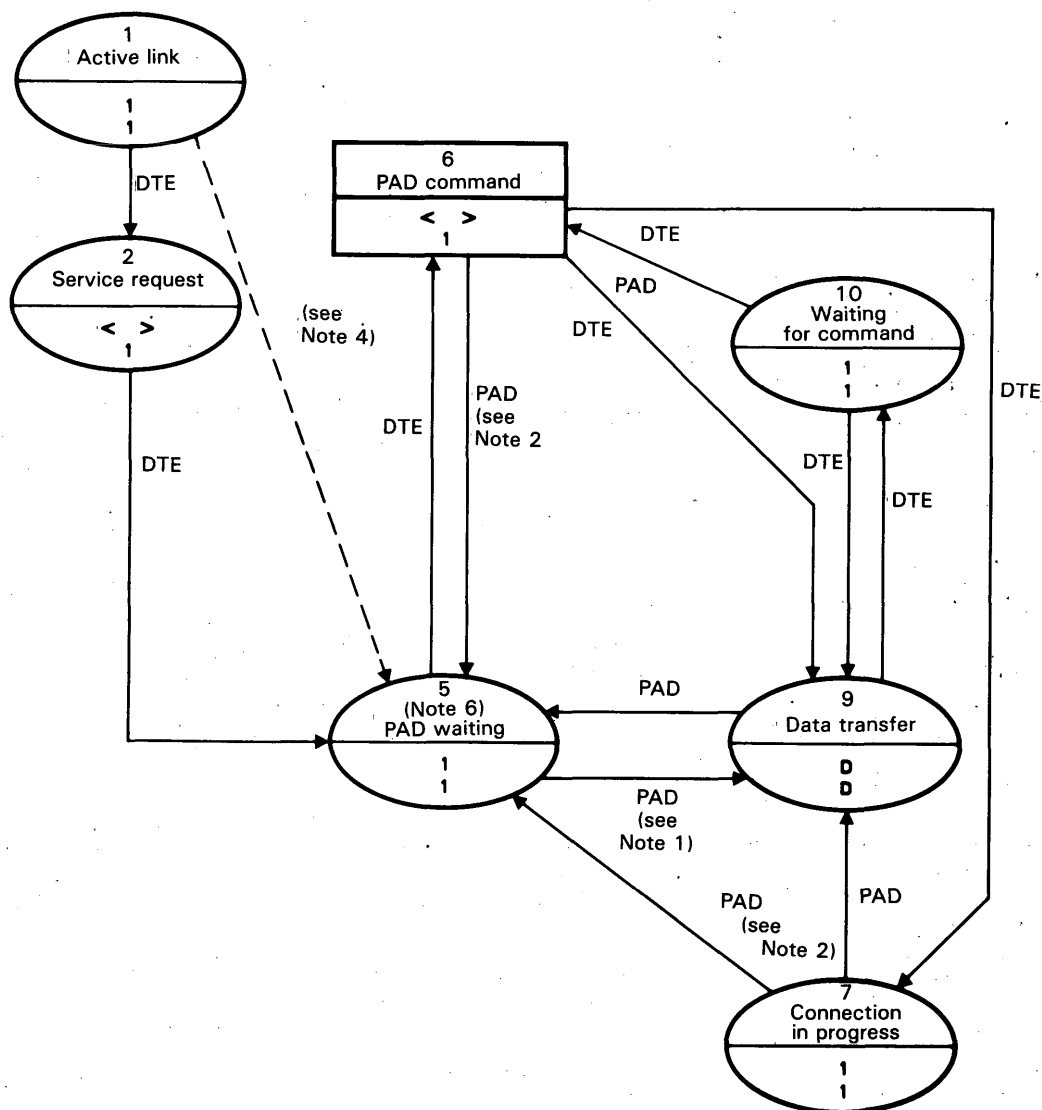 1
Active link
1
1
DTE
2
Service request
< >
1
DTE
(see
Note 4)
6
PAD command
< >
1
DTE
PAD
(see
Note 2
DTE
PAD
DTE
10
Waiting
for command
1
1
DTE
DTE
DTE
5
(Note 6)
PAD waiting
1
1
PAD
PAD
(see
Note 1)
9
Data transfer
D
D
PAD
(see
Note 2)
PAD
7
Connection
in progress
1
1